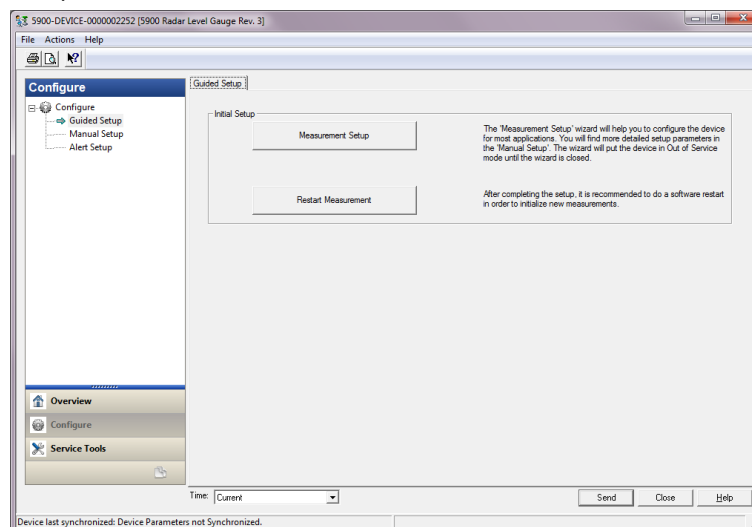 5900-DEVICE-0000002252 [5900 Radar Level Gauge Rev. 3]
File Actions Help
Configure
Configure
Guided Setup
Manual Setup
Alert Setup
Overview
Configure
Service Tools
Guided Setup
Initial Setup
Measurement Setup
The 'Measurement Setup' wizard will help you to configure the device
for most applications. You will find more detailed setup parameters in
the 'Manual Setup'. The wizard will put the device in Out of Service
mode until the wizard is closed.
Restart Measurement
After completing the setup, it is recommended to do a software restart
in order to initialize new measurements.
Time: Current
Send Close Help
Device last synchronized: Device Parameters not Synchronized.